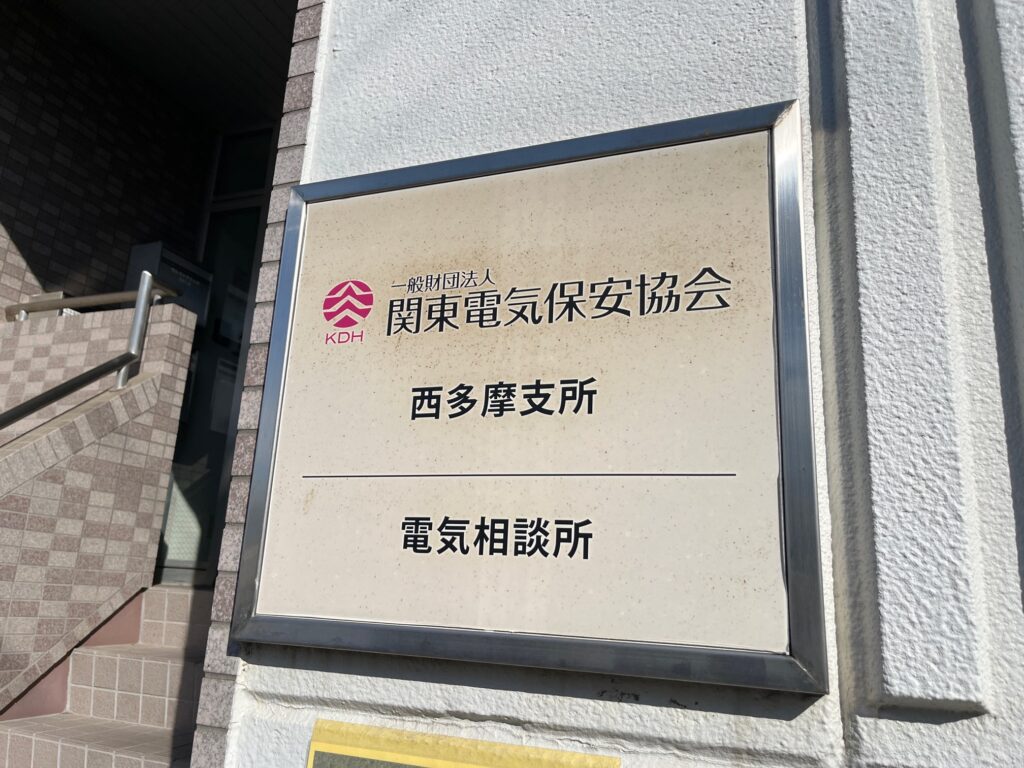 一般財団法人
KDH 関東電気保安協会
西多摩支所
電気相談所